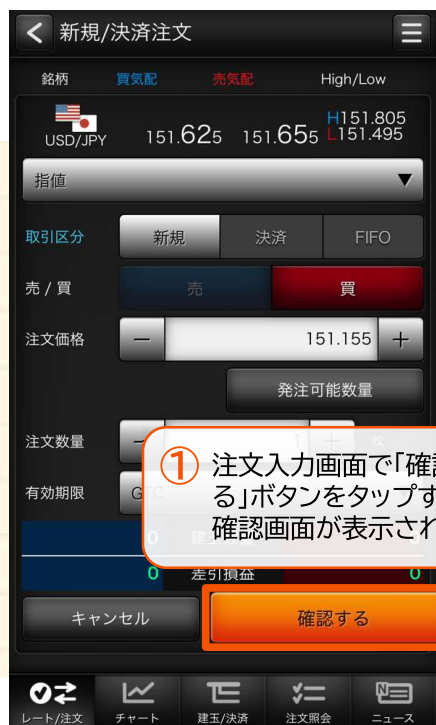 新規/決済注文
銘柄 買気配 売気配 High/Low
USD/JPY 151.625 151.655 H151.805
L151.495
指値 ▼
取引区分 新規 決済 FIFO
売 / 買 売 買
注文価格 − 151.155 +
発注可能数量
注文数量 − 1 +
① 注文入力画面で「確認
る」ボタンをタップす
確認画面が表示され
有効期限
0
0 差引損益 0
キャンセル 確認する
レート/注文 チャート 建玉/決済 注文照会 ニュース